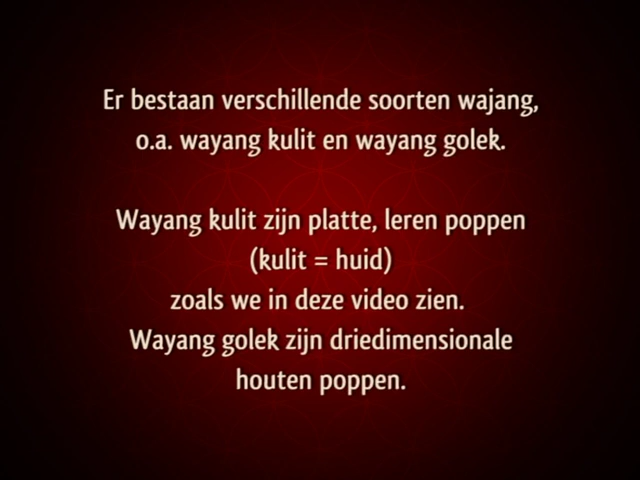 Er bestaan verschillende soorten wajang,
o.a. wayang kulit en wayang golek.
Wayang kulit zijn platte, leren poppen
(kulit = huid)
zoals we in deze video zien.
Wayang golek zijn driedimensionale
houten poppen.